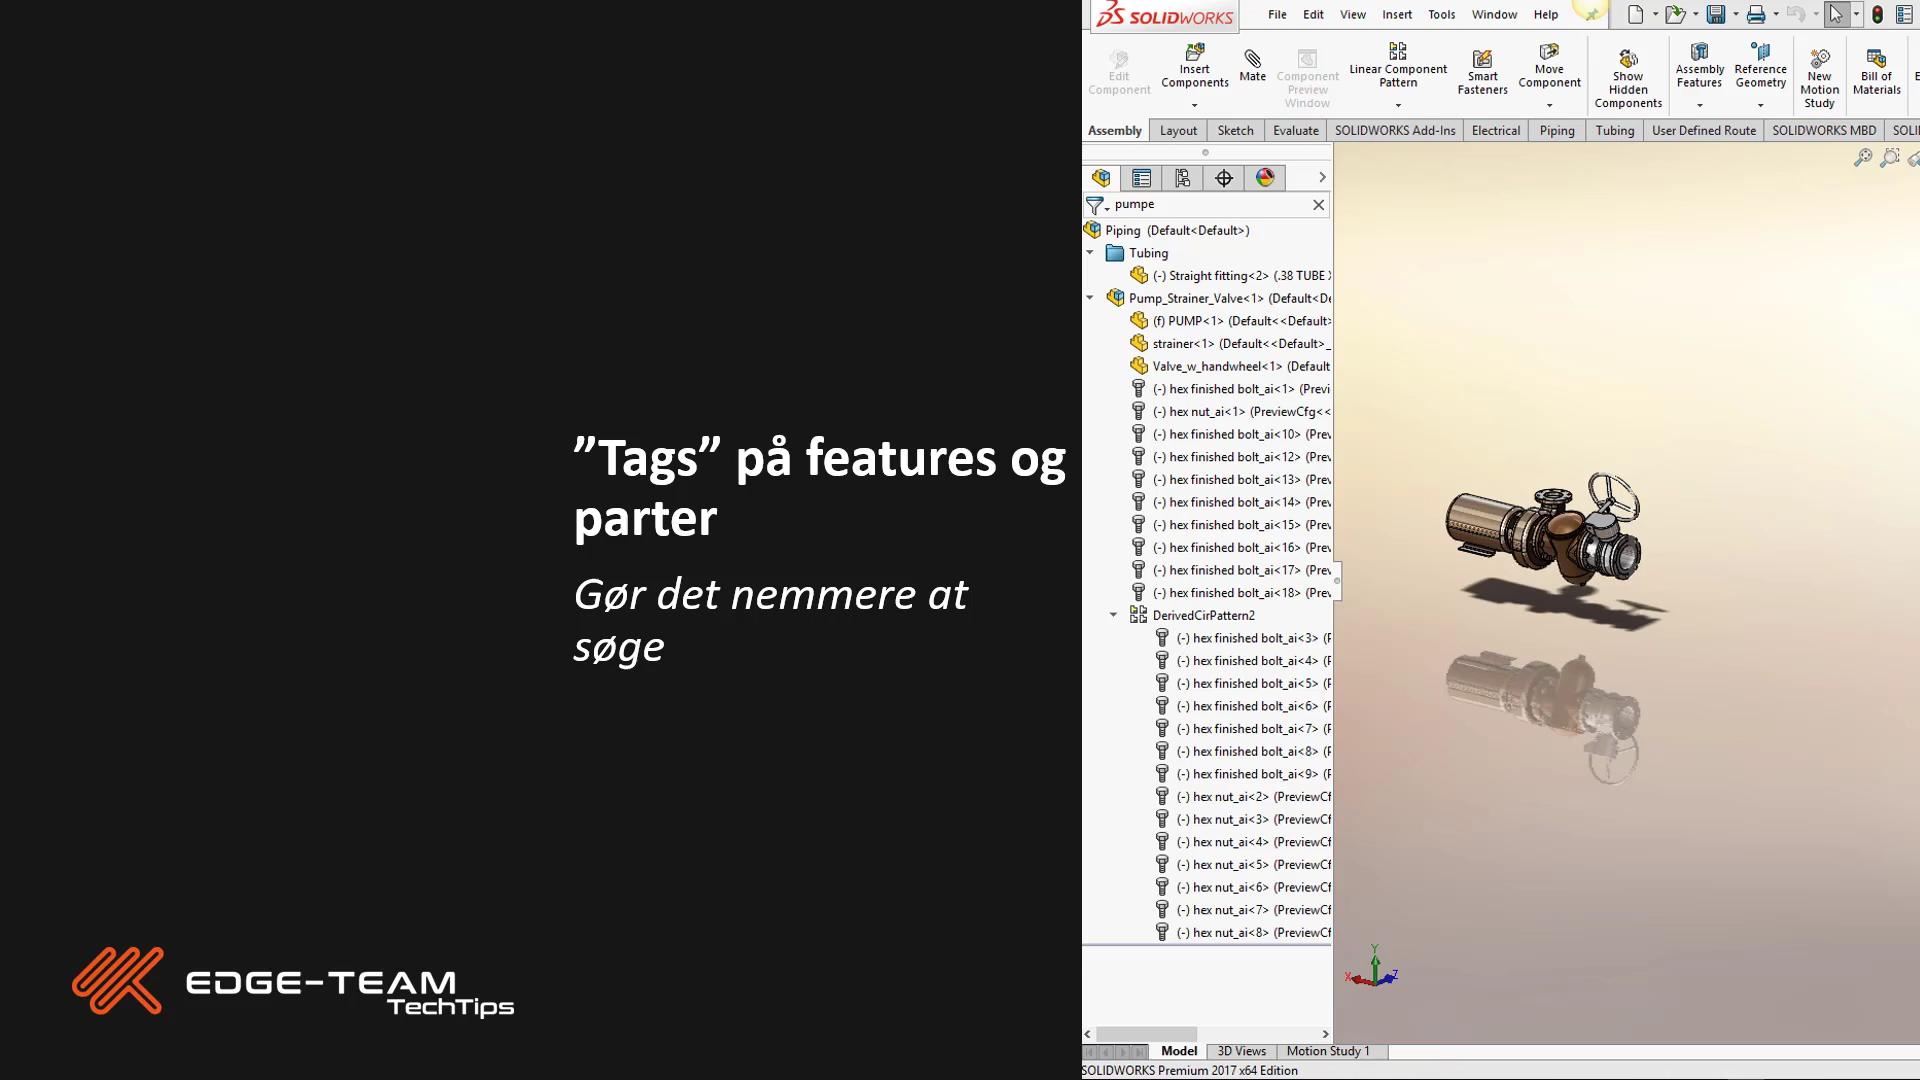 ”Tags” på features og
parter
Gør det nemmere at
søge
EDGE-TEAM
TechTips
SOLIDWORKS
File Edit View Insert Tools Window Help
Edit Component
Insert Components
Mate
Component Preview Window
Linear Component Pattern
Smart Fasteners
Move Component
Show Hidden Components
Assembly Features
Reference Geometry
New Motion Study
Bill of Materials
Assembly Layout Sketch Evaluate SOLIDWORKS Add-Ins Electrical Piping Tubing User Defined Route SOLIDWORKS MBD SOLI
pumpe
Piping (Default<Default>)
Tubing
(-) Straight fitting<2> (.38 TUBE
Pump_Strainer_Valve<1> (Default<De
(f) PUMP<1> (Default<<Default>
strainer<1> (Default<<Default>_
Valve_w_handwheel<1> (Default
(-) hex finished bolt_ai<1> (Previ
(-) hex nut_ai<1> (PreviewCfg<<
(-) hex finished bolt_ai<10> (Prev
(-) hex finished bolt_ai<12> (Prev
(-) hex finished bolt_ai<13> (Prev
(-) hex finished bolt_ai<14> (Prev
(-) hex finished bolt_ai<15> (Prev
(-) hex finished bolt_ai<16> (Prev
(-) hex finished bolt_ai<17> (Prev
(-) hex finished bolt_ai<18> (Prev
DerivedCirPattern2
(-) hex finished bolt_ai<3> (P
(-) hex finished bolt_ai<4> (P
(-) hex finished bolt_ai<5> (P
(-) hex finished bolt_ai<6> (P
(-) hex finished bolt_ai<7> (P
(-) hex finished bolt_ai<8> (P
(-) hex finished bolt_ai<9> (P
(-) hex nut_ai<2> (PreviewCf
(-) hex nut_ai<3> (PreviewCf
(-) hex nut_ai<4> (PreviewCf
(-) hex nut_ai<5> (PreviewCf
(-) hex nut_ai<6> (PreviewCf
(-) hex nut_ai<7> (PreviewCf
(-) hex nut_ai<8> (PreviewCf
Y
X Z
Model 3D Views Motion Study 1
SOLIDWORKS Premium 2017 x64 Edition